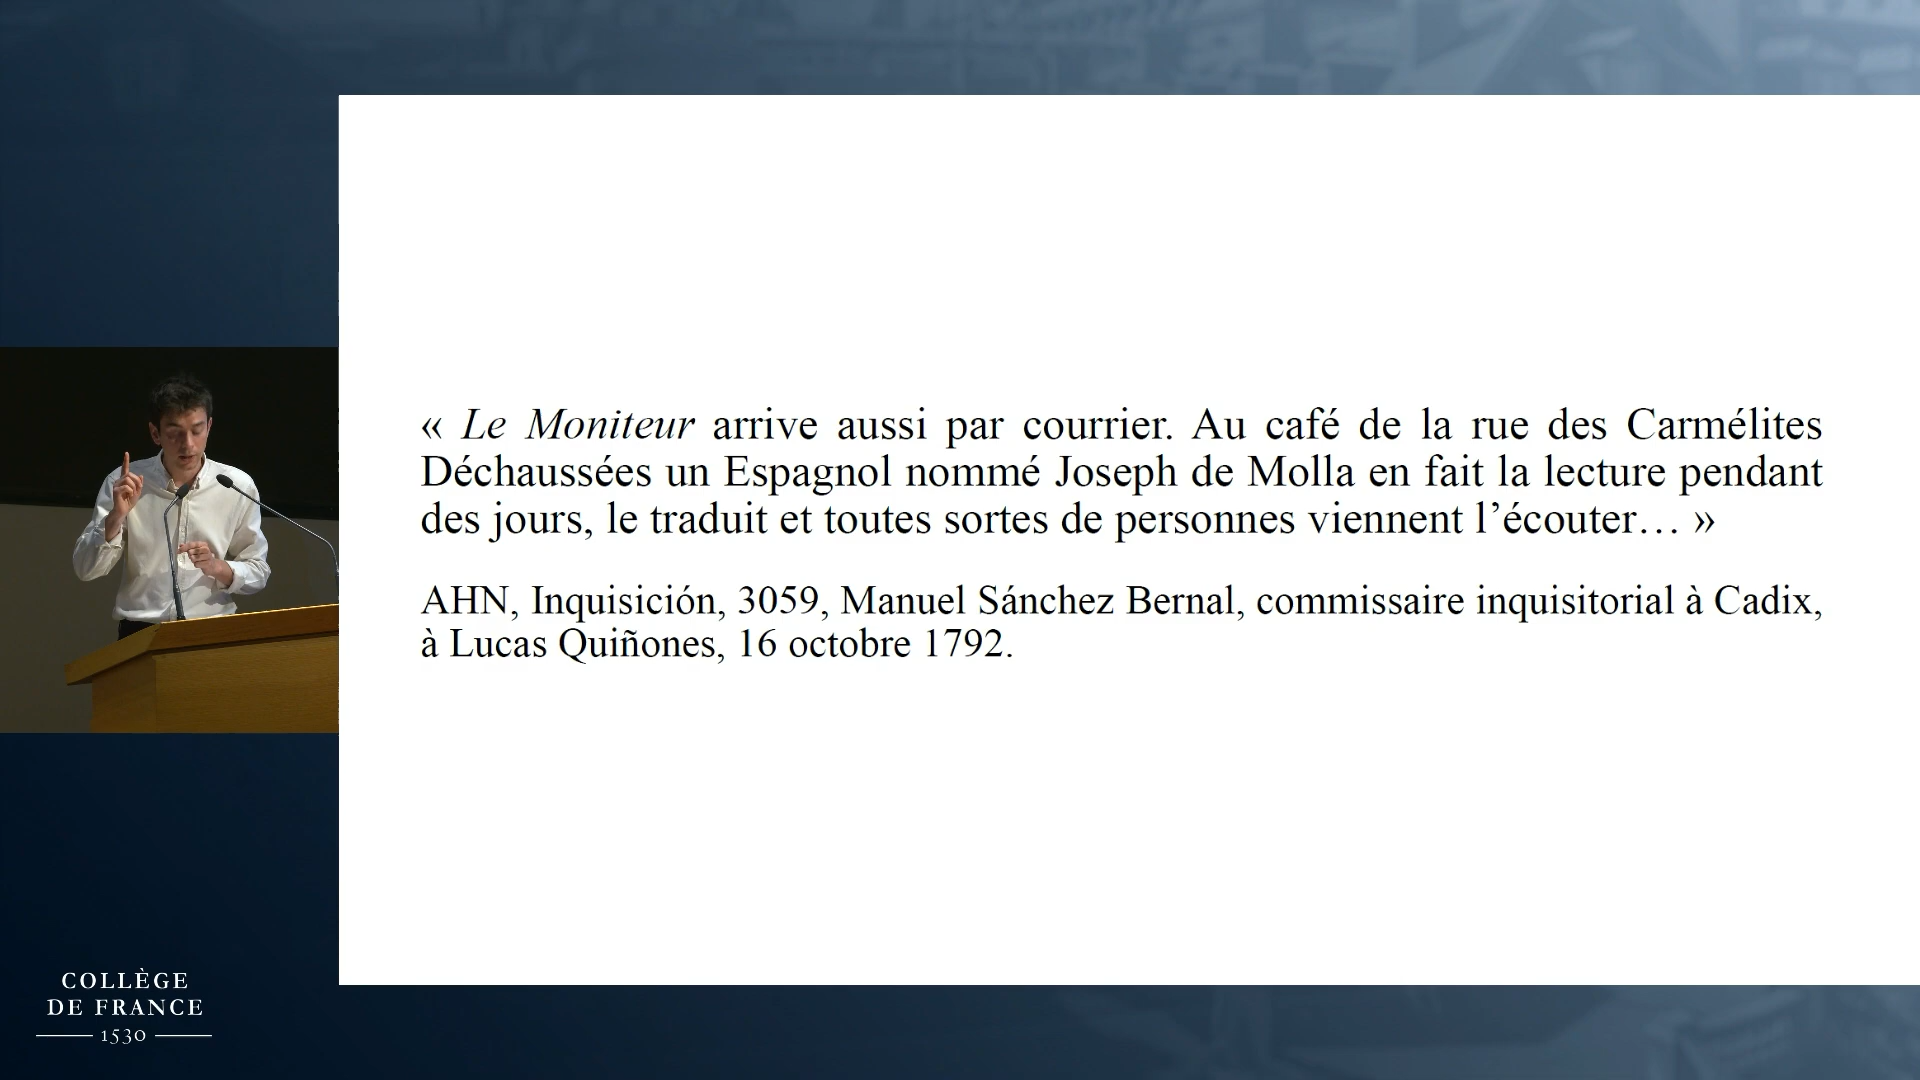 « Le Moniteur arrive aussi par courrier. Au café de la rue des Carmélites
Déchaussées un Espagnol nommé Joseph de Molla en fait la lecture pendant
des jours, le traduit et toutes sortes de personnes viennent l’écouter… »
AHN, Inquisición, 3059, Manuel Sánchez Bernal, commissaire inquisitorial à Cadix,
à Lucas Quiñones, 16 octobre 1792.
COLLÈGE
DE FRANCE
1530